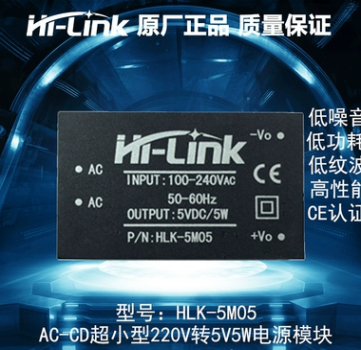 Hi-Link 原厂正品 质量保证
低噪音
低功耗
低纹波
高性能
CE认证
-Vo
AC
Hi-Link
INPUT: 100-240VAC
50-60Hz
AC
OUTPUT: 5VDC/5W
P/N: HLK-5M05
+Vo
CE
型号：HLK-5M05
AC-CD超小型220V转5V5W电源模块